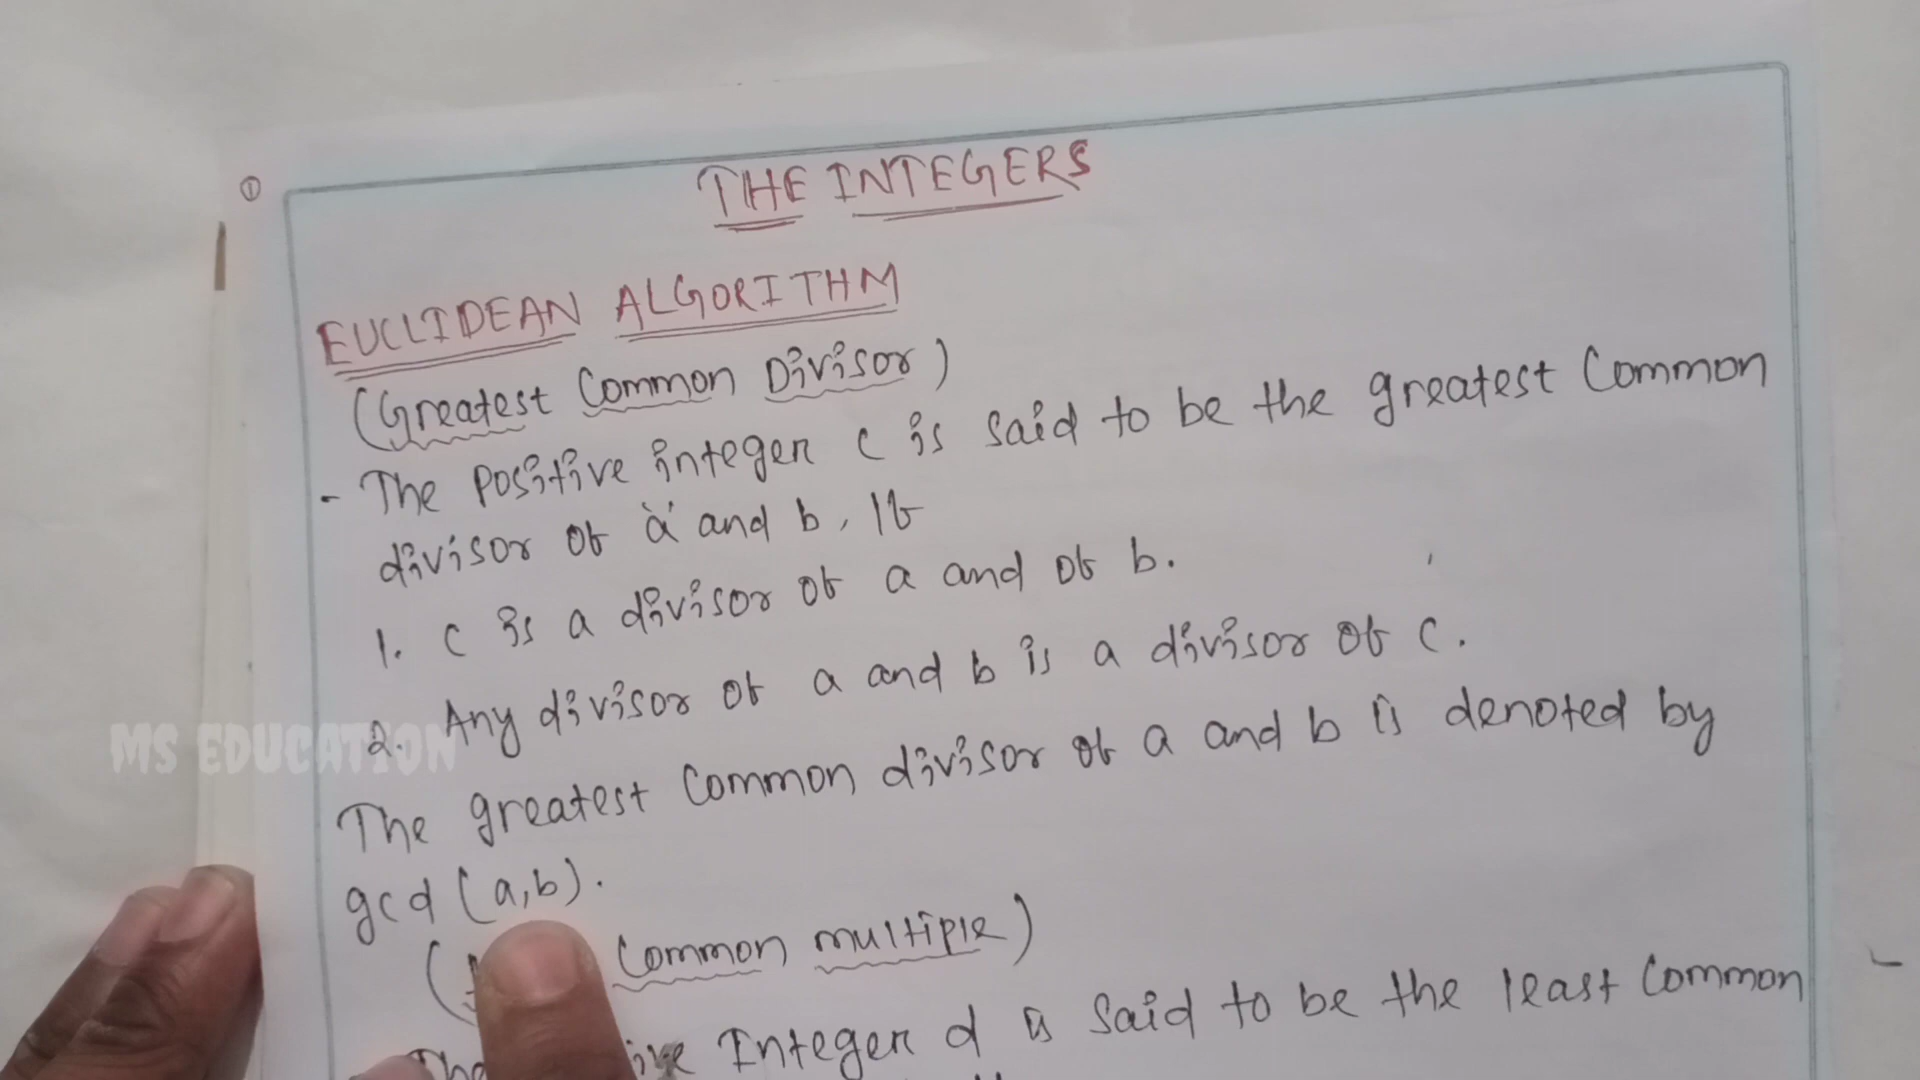 ①
THE INTEGERS
EUCLIDEAN ALGORITHM
(Greatest Common Divisor)
- The Positive integer c is said to be the greatest Common
divisor of 'a' and b, If
1. C is a divisor of a and of b.
2. Any divisor of a and b is a divisor of c.
The greatest Common divisor of a and b is denoted by
gcd (a,b).
( Common multiple)
Integer d is said to be the least Common
MS EDUCATION